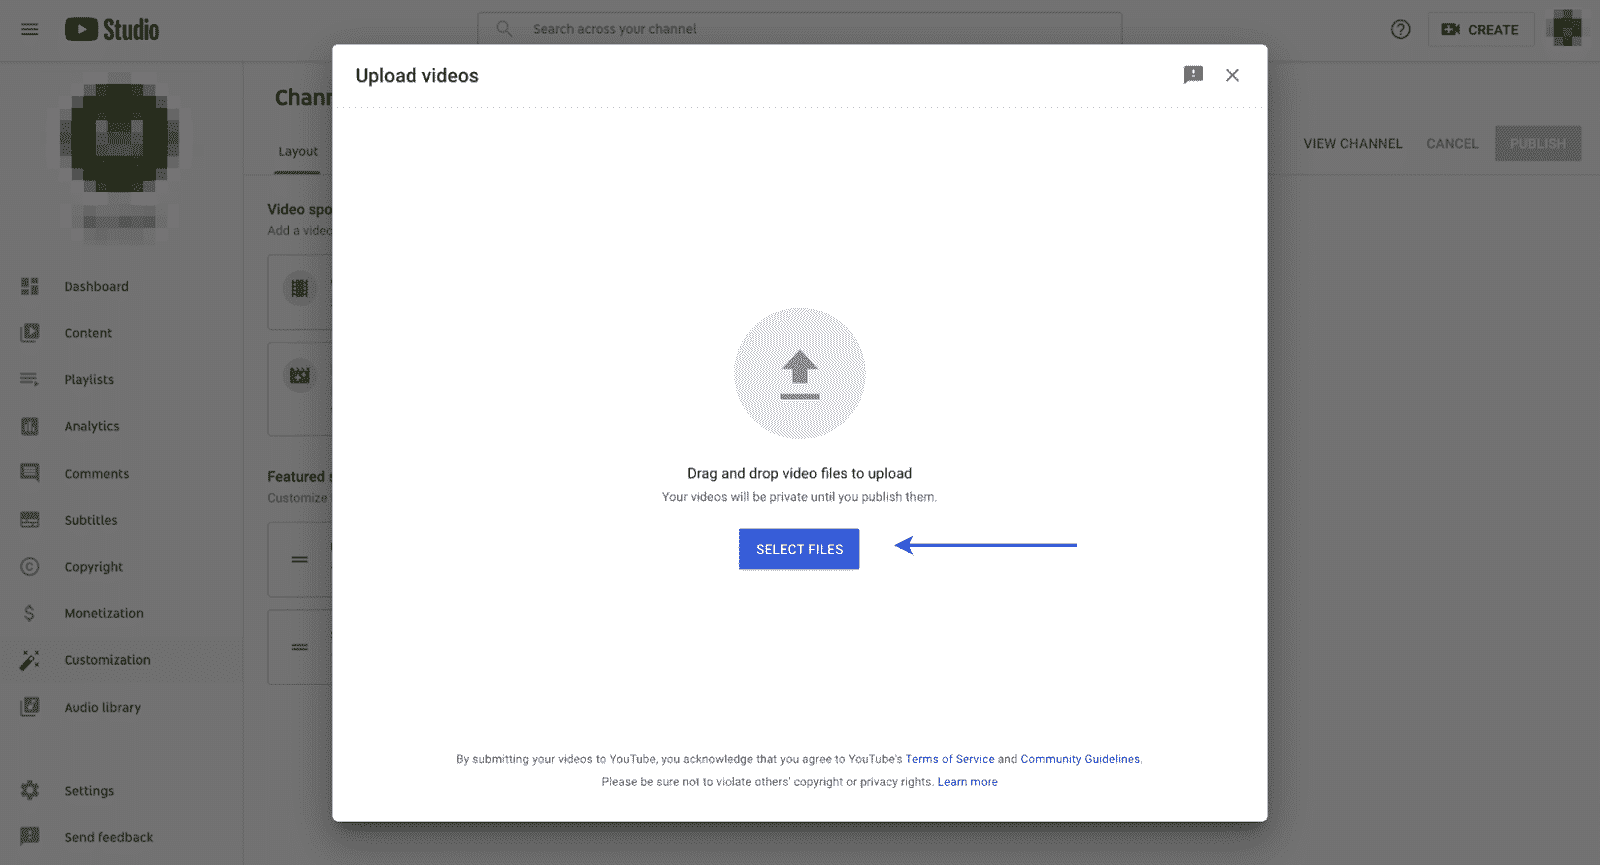 Studio
Search across your channel
CREATE
Upload videos
Chann
VIEW CHANNEL
CANCEL
PUBLISH
Layout
Video spo
Add a video
Dashboard
Content
Playlists
Analytics
Comments
Subtitles
Copyright
Monetization
Customization
Audio library
Settings
Send feedback
Featured s
Customize
Drag and drop video files to upload
Your videos will be private until you publish them.
SELECT FILES
By submitting your videos to YouTube, you acknowledge that you agree to YouTube's Terms of Service and Community Guidelines.
Please be sure not to violate others' copyright or privacy rights. Learn more